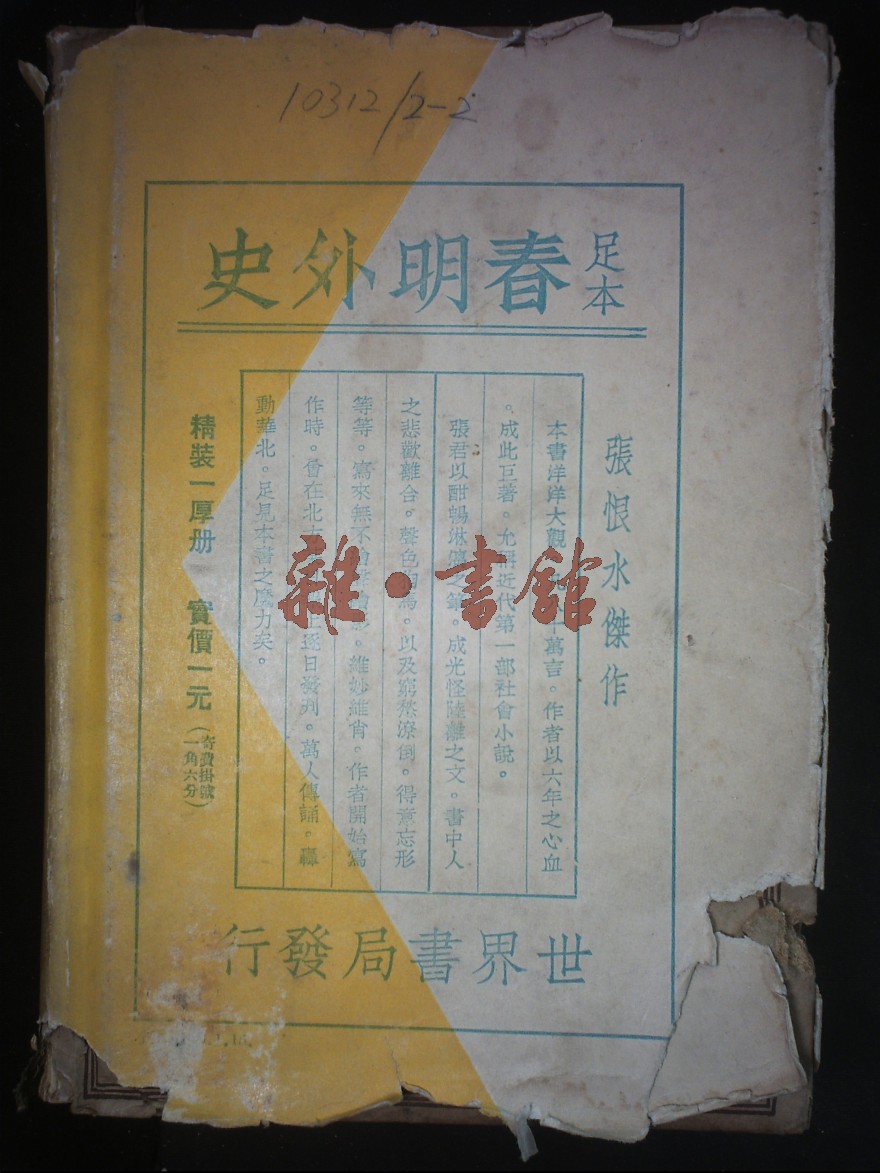 10312/2-2
足本
春明外史
張恨水傑作
本書洋洋大觀 十萬言。作者以六年之心血
。成此巨著。允稱近代第一部社會小說。
張君以酣暢淋漓之筆。成光怪陸離之文。書中人
之悲歡離合。聲色狗馬。以及窮愁潦倒。得意忘形
等等。寫來無不 。維妙維肖。作者開始寫
作時。曾在北 上逐日發刊。萬人傳誦。轟
動華北。足見本書之魔力矣。
精裝一厚册 實價一元(寄費掛號一角六分)
世界書局發行
雜·書館